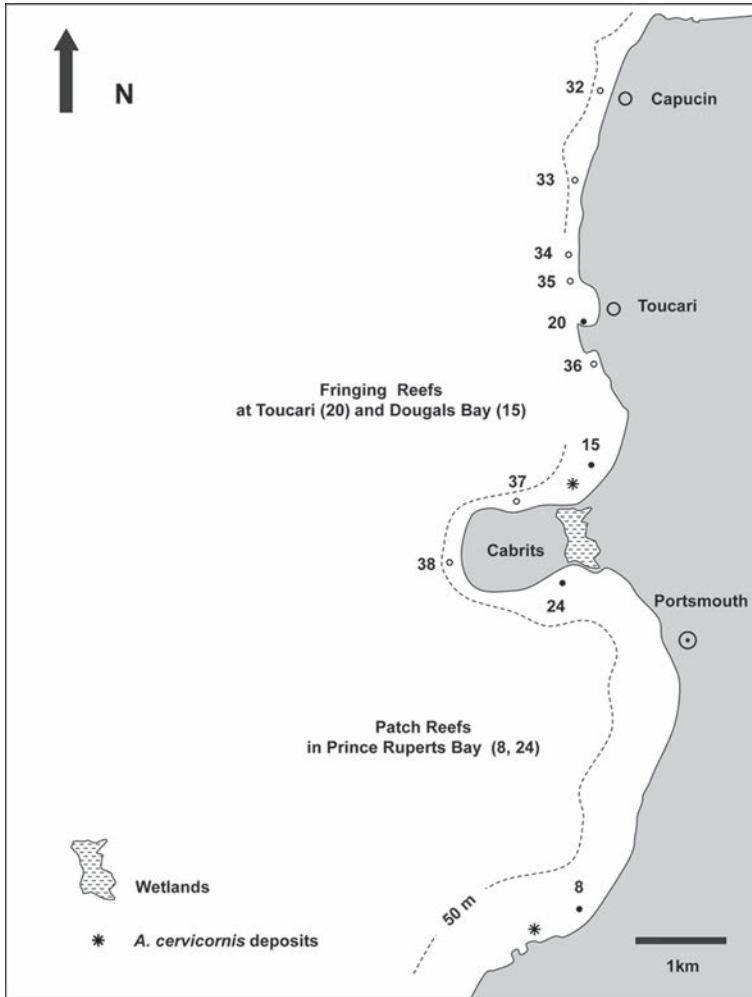 N
32
Capucin
33
34
35
20
Toucari
36
Fringing Reefs
at Toucari (20) and Dougals Bay (15)
15
37
Cabrits
38
24
Portsmouth
Patch Reefs
in Prince Ruperts Bay (8, 24)
Wetlands
8
50 m
A. cervicornis deposits
1km